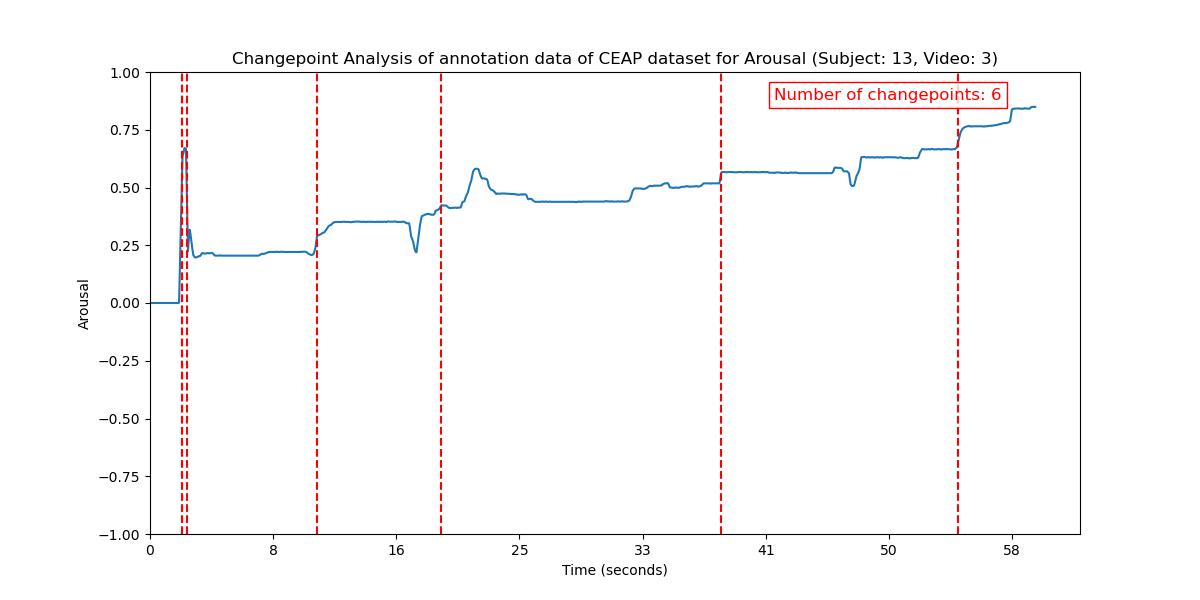 Changepoint Analysis of annotation data of CEAP dataset for Arousal (Subject: 13, Video: 3)
Number of changepoints: 6
1.00
0.75
0.50
0.25
0.00
−0.25
−0.50
−0.75
−1.00
Arousal
0 8 16 25 33 41 50 58
Time (seconds)